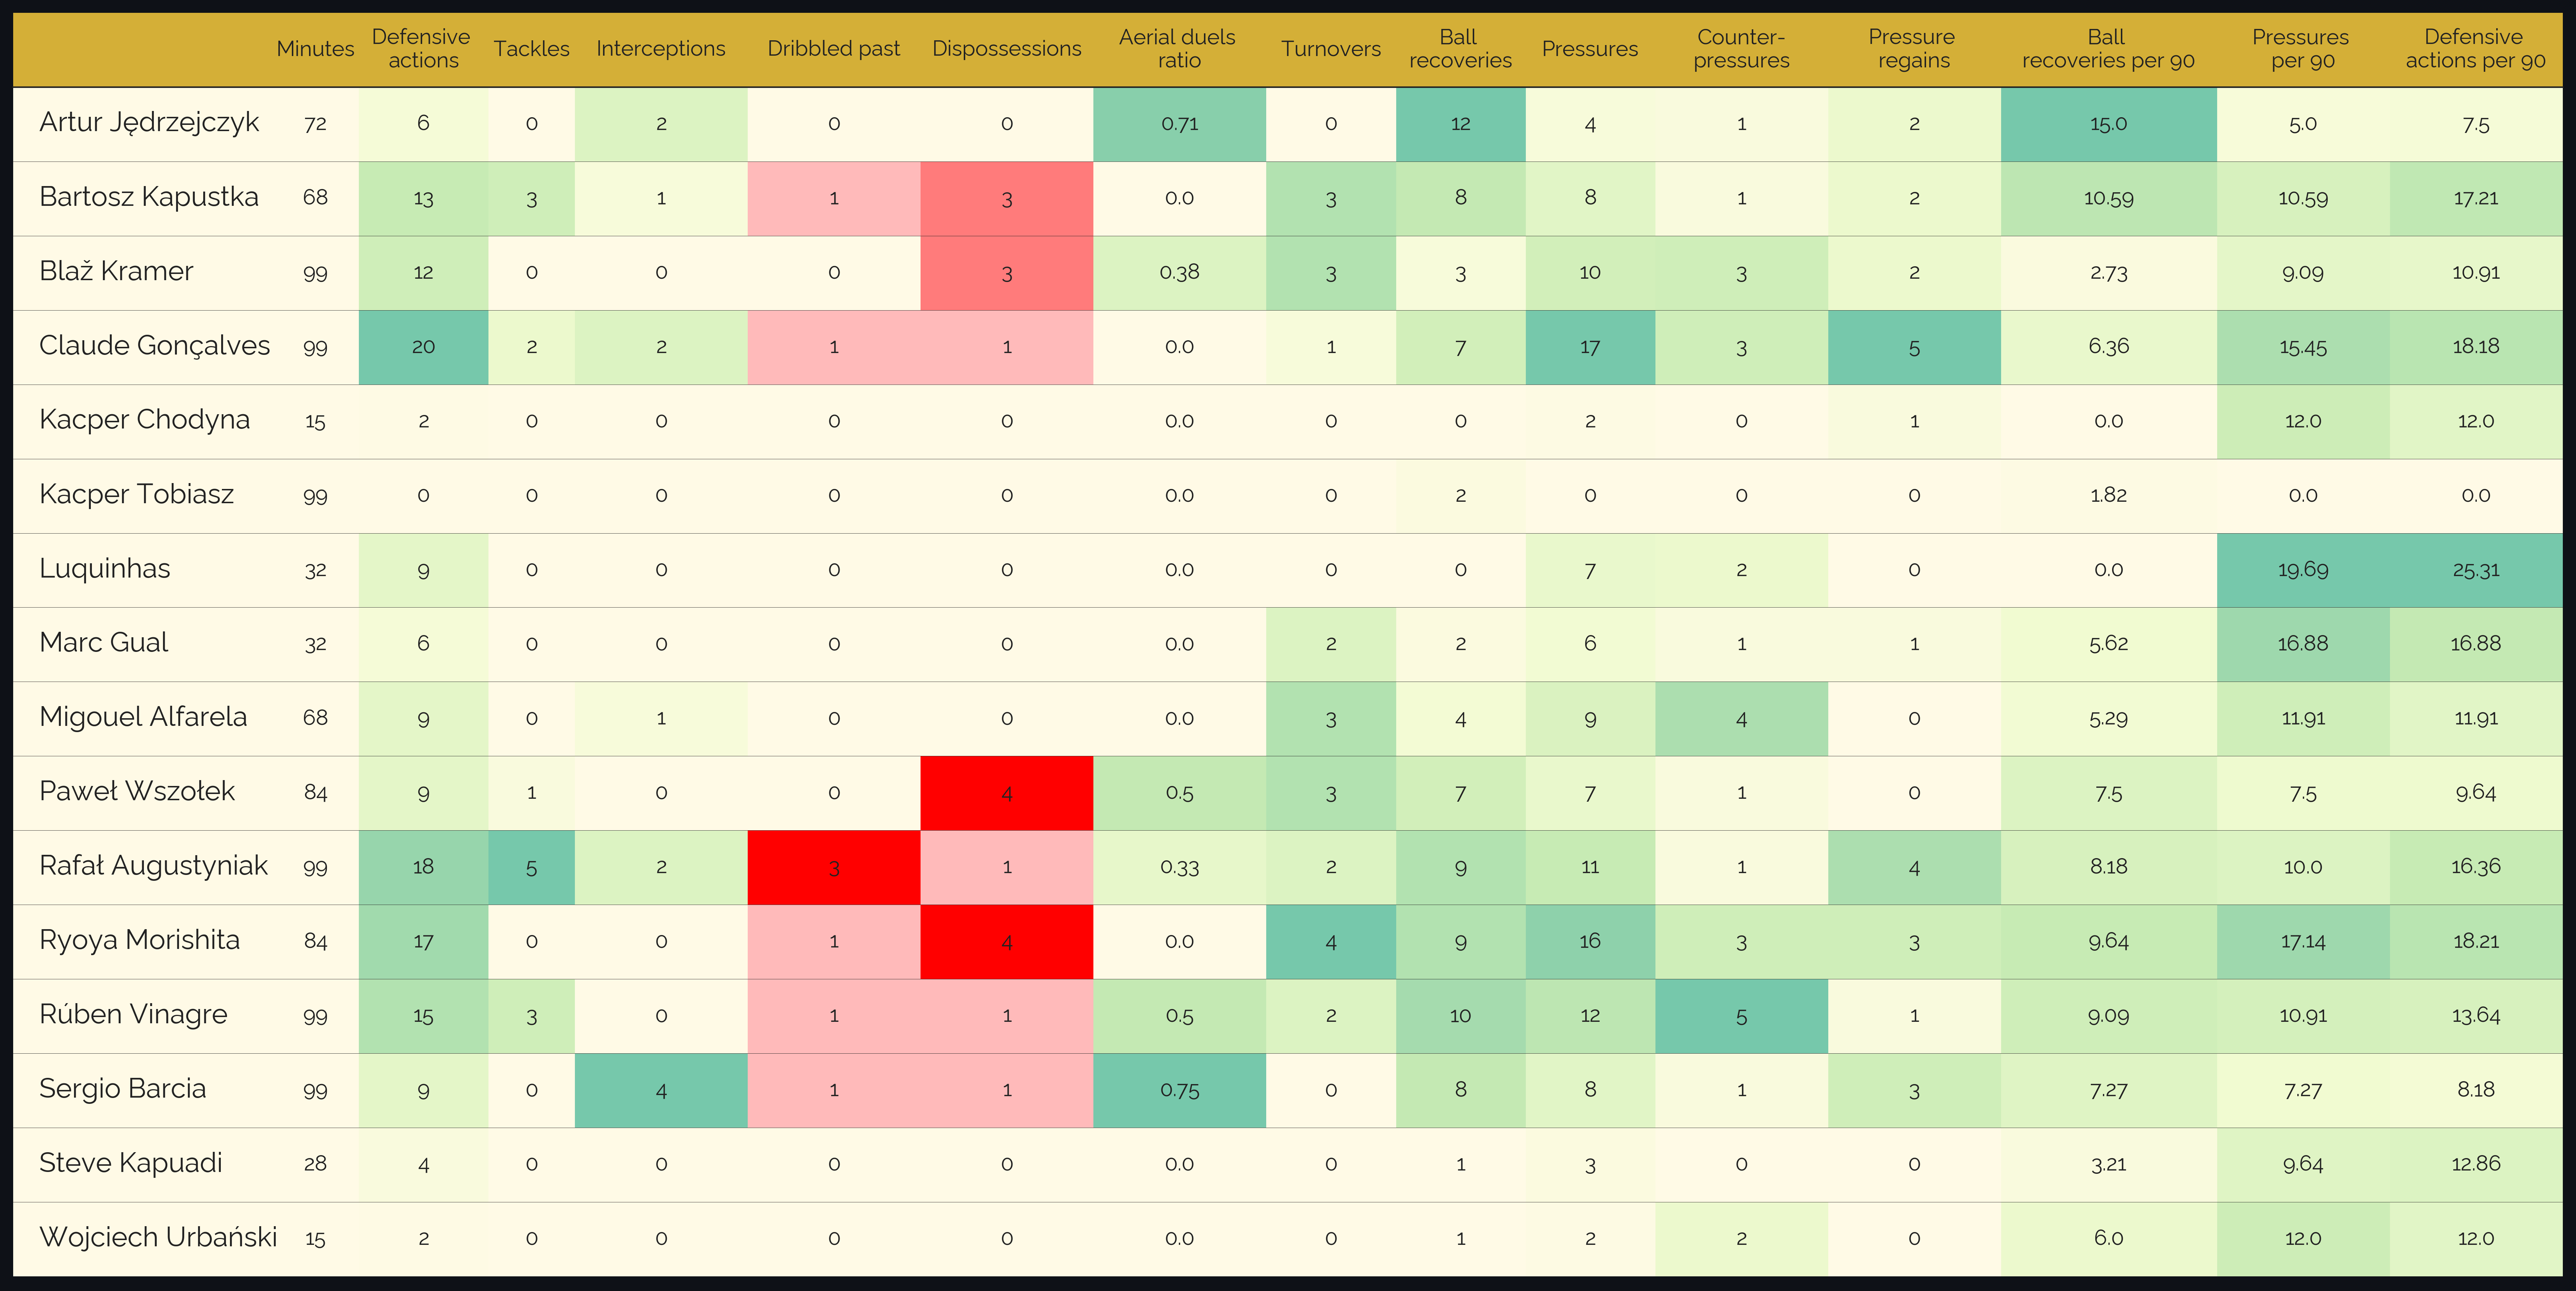 Minutes Defensive actions Tackles Interceptions Dribbled past Dispossessions Aerial duels ratio Turnovers Ball recoveries Pressures Counter-pressures Pressure regains Ball recoveries per 90 Pressures per 90 Defensive actions per 90
Artur Jędrzejczyk 72 6 0 2 0 0 0.71 0 12 4 1 2 15.0 5.0 7.5
Bartosz Kapustka 68 13 3 1 1 3 0.0 3 8 8 1 2 10.59 10.59 17.21
Blaž Kramer 99 12 0 0 0 3 0.38 3 3 10 3 2 2.73 9.09 10.91
Claude Gonçalves 99 20 2 2 1 1 0.0 1 7 17 3 5 6.36 15.45 18.18
Kacper Chodyna 15 2 0 0 0 0 0.0 0 0 2 0 1 0.0 12.0 12.0
Kacper Tobiasz 99 0 0 0 0 0 0.0 0 2 0 0 0 1.82 0.0 0.0
Luquinhas 32 9 0 0 0 0 0.0 0 0 7 2 0 0.0 19.69 25.31
Marc Gual 32 6 0 0 0 0 0.0 2 2 6 1 1 5.62 16.88 16.88
Migouel Alfarela 68 9 0 1 0 0 0.0 3 4 9 4 0 5.29 11.91 11.91
Paweł Wszołek 84 9 1 0 0 4 0.5 3 7 7 1 0 7.5 7.5 9.64
Rafał Augustyniak 99 18 5 2 3 1 0.33 2 9 11 1 4 8.18 10.0 16.36
Ryoya Morishita 84 17 0 0 1 4 0.0 4 9 16 3 3 9.64 17.14 18.21
Rúben Vinagre 99 15 3 0 1 1 0.5 2 10 12 5 1 9.09 10.91 13.64
Sergio Barcia 99 9 0 4 1 1 0.75 0 8 8 1 3 7.27 7.27 8.18
Steve Kapuadi 28 4 0 0 0 0 0.0 0 1 3 0 0 3.21 9.64 12.86
Wojciech Urbański 15 2 0 0 0 0 0.0 0 1 2 2 0 6.0 12.0 12.0